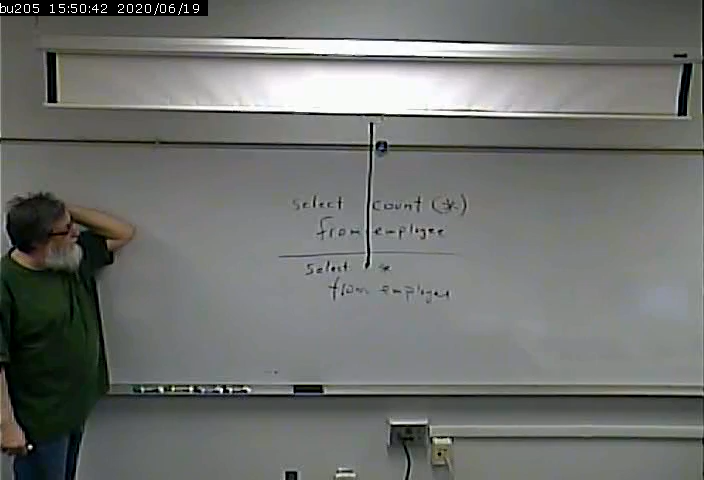 bu205 15:50:42 2020/06/19
select count (*)
from employee
select *
from employee